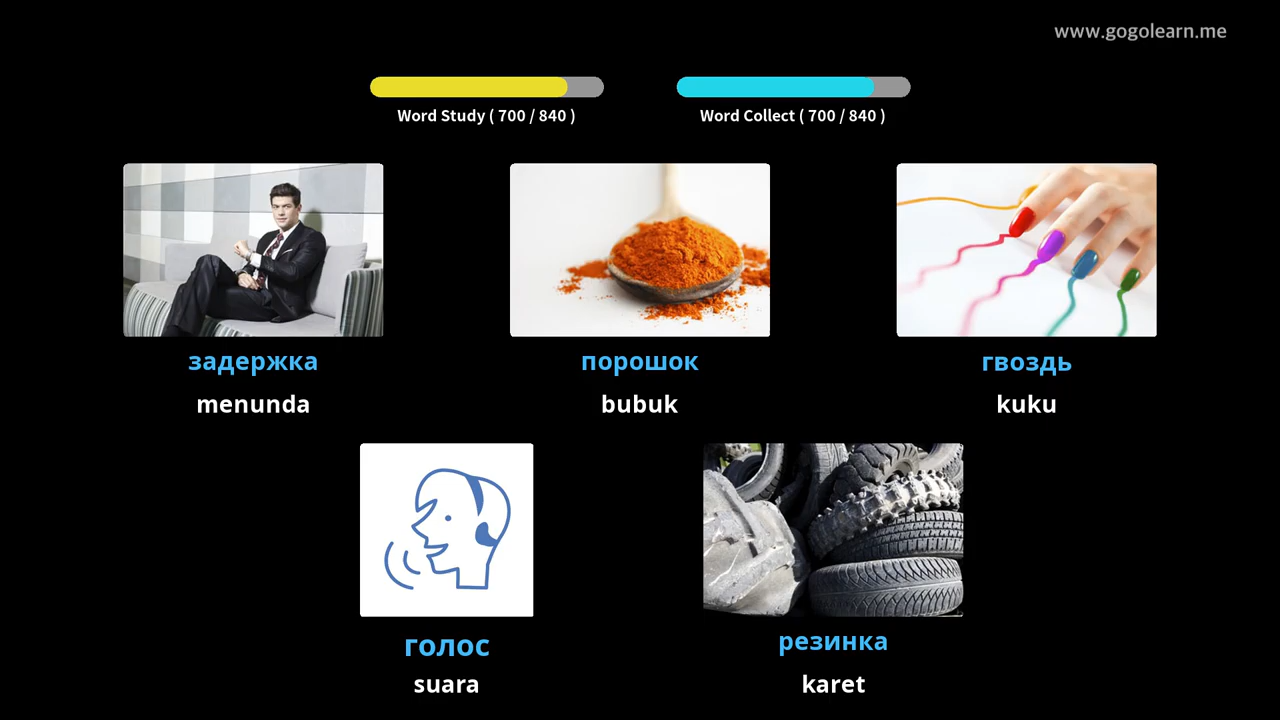 www.gogolearn.me
Word Study ( 700 / 840 )
Word Collect ( 700 / 840 )
задержка
menunda
порошок
bubuk
гвоздь
kuku
голос
suara
резинка
karet